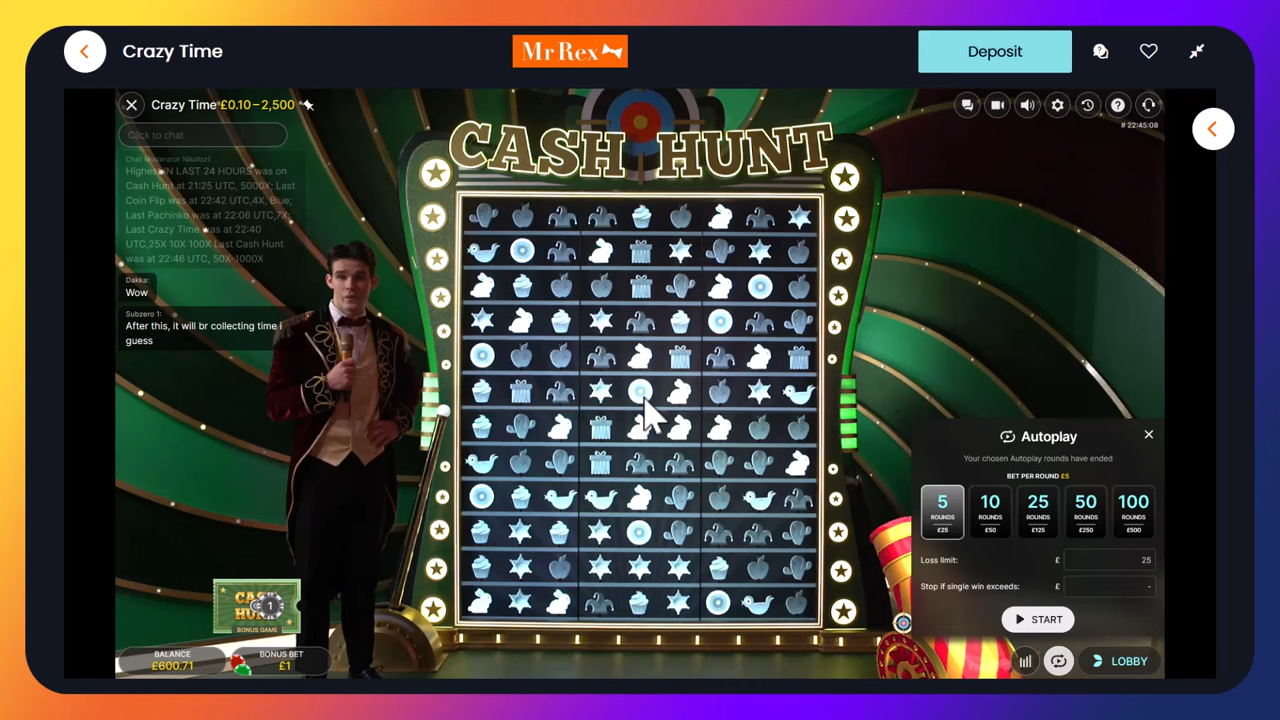 Crazy Time
Mr Rex
Deposit
Crazy Time £0.10–2,500
# 22:45:08
Click to chat
Chat Moderator Nikolozi:
Highest IN LAST 24 HOURS was on
Cash Hunt at 21:25 UTC, 5000X; Last
Coin Flip was at 22:42 UTC,4X, Blue;
Last Pachinko was at 22:06 UTC,7X;
Last Crazy Time was at 22:40
UTC,25X 10X 100X Last Cash Hunt
was at 22:46 UTC, 50X-1000X
Dakka:
Wow
Subzero 1:
After this, it will br collecting time i
guess
CASH HUNT
Autoplay
Your chosen Autoplay rounds have ended
BET PER ROUND £5
5 10 25 50 100
ROUNDS ROUNDS ROUNDS ROUNDS ROUNDS
£25 £50 £125 £250 £500
Loss limit: £ 25
Stop if single win exceeds: £ -
START
CASH
HUNT
1
BONUS GAME
BALANCE
£600.71
BONUS BET
£1
LOBBY